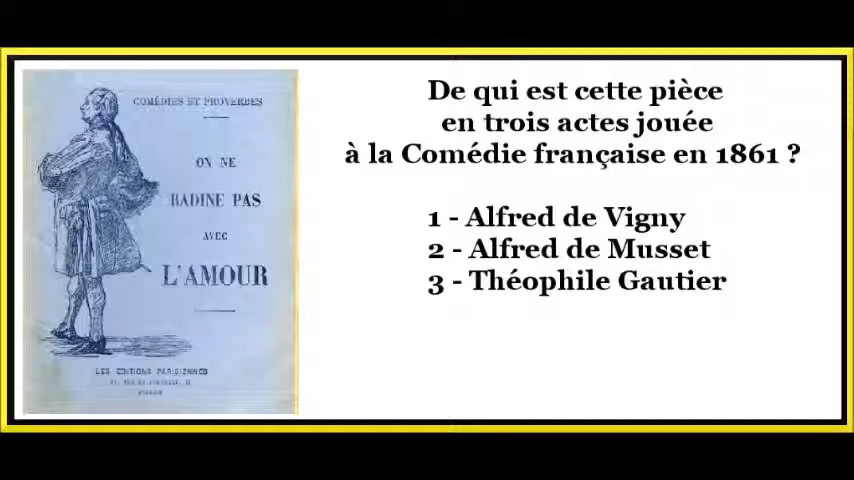 COMÉDIES ET PROVERBES
ON NE
BADINE PAS
AVEC
L'AMOUR
LES EDITIONS PARISIENNES
De qui est cette pièce
en trois actes jouée
à la Comédie française en 1861 ?
1 - Alfred de Vigny
2 - Alfred de Musset
3 - Théophile Gautier